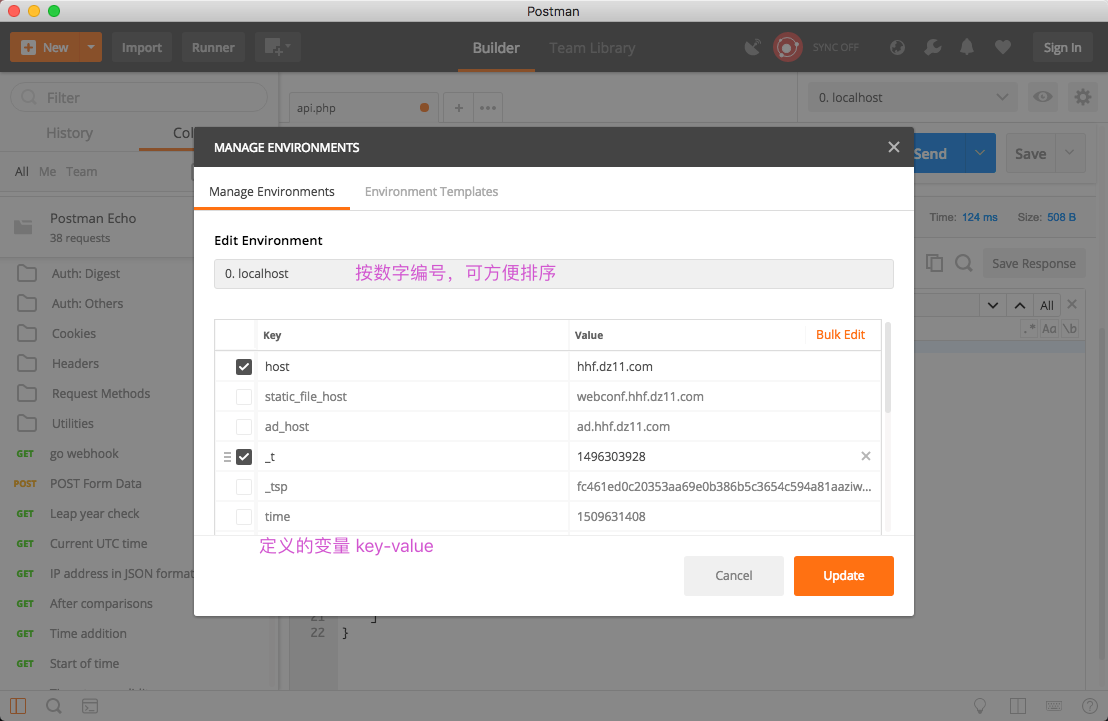 Postman
New Import Runner Builder Team Library SYNC OFF Sign In
Filter
api.php + ••• 0. localhost
History Col
All Me Team
Send Save
MANAGE ENVIRONMENTS
Manage Environments Environment Templates
Postman Echo
38 requests
Time: 124 ms Size: 508 B
Edit Environment
0. localhost 按数字编号，可方便排序
Save Response
Auth: Digest
Auth: Others
Cookies
Headers
Request Methods
Utilities
GET go webhook
POST POST Form Data
GET Leap year check
GET Current UTC time
GET IP address in JSON format
GET After comparisons
GET Time addition
GET Start of time
All
.* Aa \b
Key Value Bulk Edit
host hhf.dz11.com
static_file_host webconf.hhf.dz11.com
ad_host ad.hhf.dz11.com
_t 1496303928
_tsp fc461ed0c20353aa69e0b386b5c3654c594a81aaziw...
time 1509631408
定义的变量 key-value
Cancel Update
21 ]
22 }